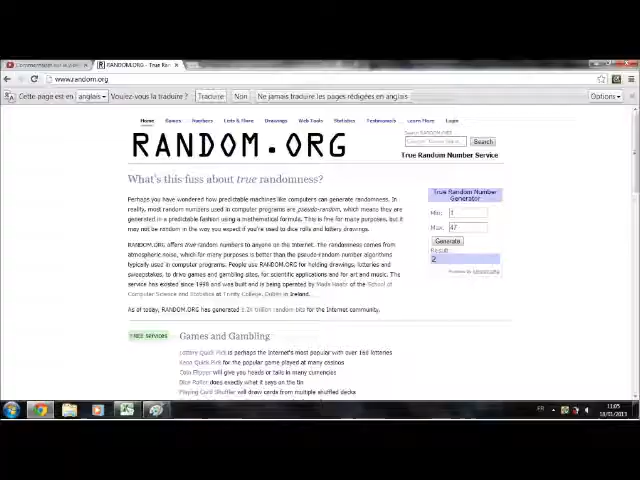 RANDOM.ORG - True Ran
www.random.org
Cette page est en anglais Voulez-vous la traduire ? Traduire Non Ne jamais traduire les pages rédigées en anglais Options
Home Games Numbers Lists & More Drawings Web Tools Statistics Testimonials Learn More Login
Search RANDOM.ORG
Search
RANDOM.ORG
True Random Number Service
What's this fuss about true randomness?
Perhaps you have wondered how predictable machines like computers can generate randomness. In
reality, most random numbers used in computer programs are pseudo-random, which means they are
generated in a predictable fashion using a mathematical formula. This is fine for many purposes, but it
may not be random in the way you expect if you're used to dice rolls and lottery drawings.
RANDOM.ORG offers true random numbers to anyone on the Internet. The randomness comes from
atmospheric noise, which for many purposes is better than the pseudo-random number algorithms
typically used in computer programs. People use RANDOM.ORG for holding drawings, lotteries and
sweepstakes, to drive games and gambling sites, for scientific applications and for art and music. The
service has existed since 1998 and was built and is being operated by Mads Haahr of the School of
Computer Science and Statistics at Trinity College, Dublin in Ireland.
As of today, RANDOM.ORG has generated trillion random bits for the Internet community.
True Random Number
Generator
Min: 1
Max: 47
Generate
Result:
2
Powered by RANDOM.ORG
FREE services
Games and Gambling
Lottery Quick Pick is perhaps the Internet's most popular with over 160 lotteries
Keno Quick Pick for the popular game played at many casinos
Coin Flipper will give you heads or tails in many currencies
Dice Roller does exactly what it says on the tin
Playing Card Shuffler will draw cards from multiple shuffled decks
FR
11:05
18/01/2013